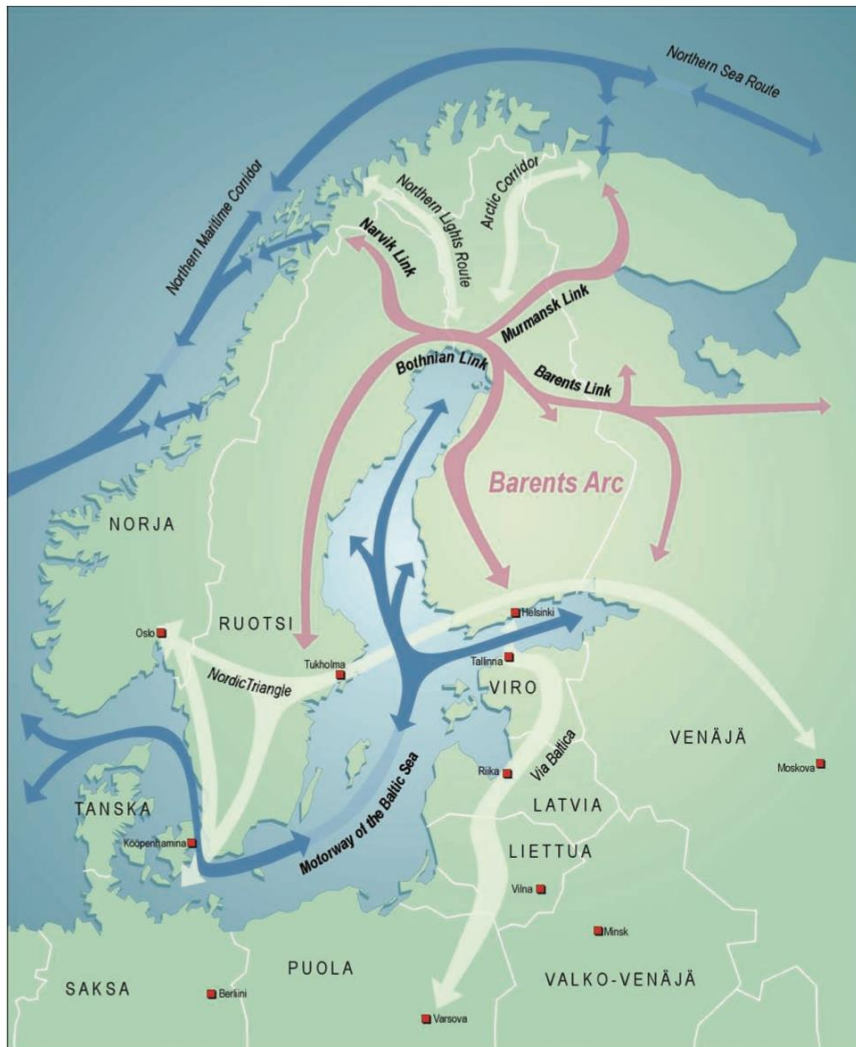 Northern Sea Route
Northern Maritime Corridor
Northern Lights Route
Arctic Corridor
Narvik Link
Murmansk Link
Bothnian Link
Barents Link
Barents Arc
NORJA
RUOTSI
Oslo
Helsinki
Tukholma
Tallinna
NordicTriangle
VIRO
VENÄJÄ
Moskova
Riika
Via Baltica
Motorway of the Baltic Sea
TANSKA
LATVIA
Kööpenhamina
LIETTUA
Vilna
Minsk
PUOLA
VALKO-VENÄJÄ
SAKSA
Berliini
Varsova